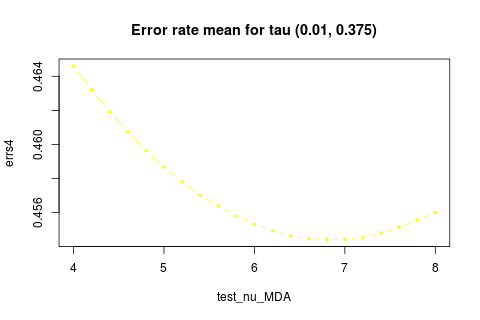 Error rate mean for tau (0.01, 0.375)
errs4
0.464
0.460
0.456
4 5 6 7 8
test_nu_MDA